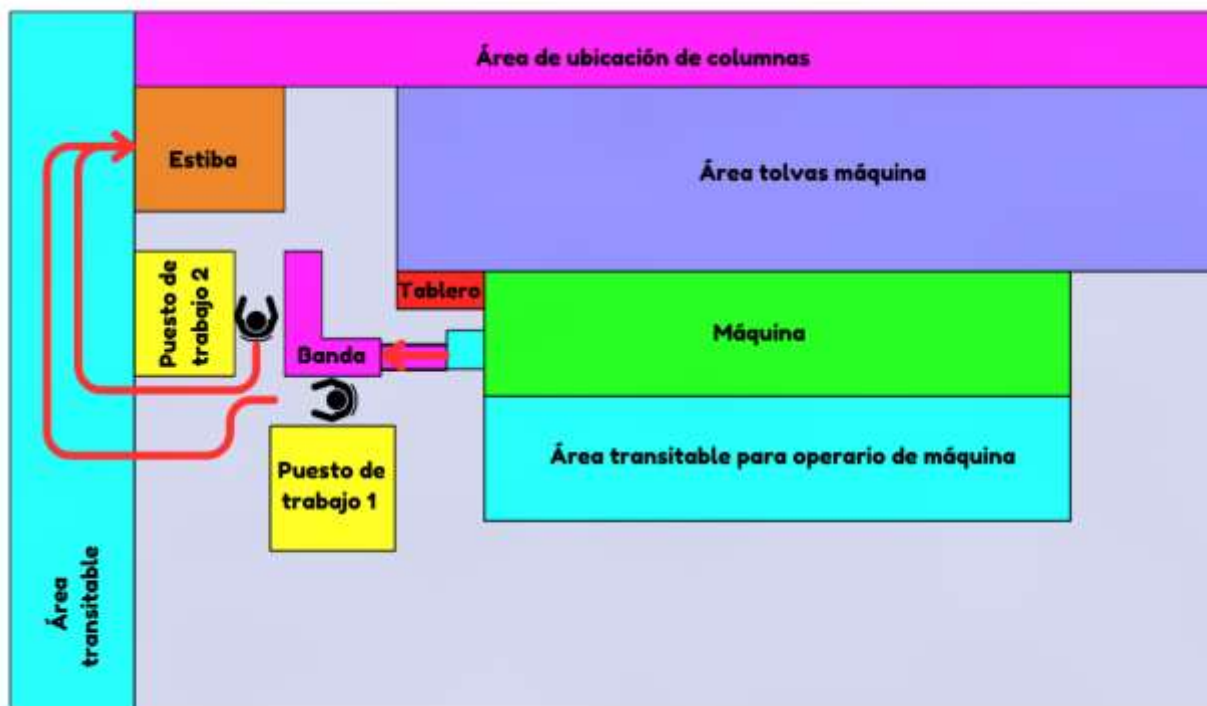 Área de ubicación de columnas
Estiba
Área tolvas máquina
Puesto de
trabajo 2
Tablero
Máquina
Banda
Área transitable para operario de máquina
Puesto de
trabajo 1
Área
transitable